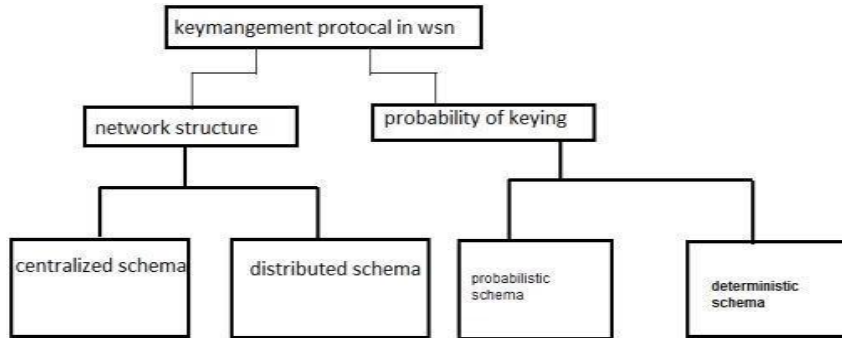 keymangement protocal in wsn
network structure
probability of keying
centralized schema
distributed schema
probabilistic
schema
deterministic
schema